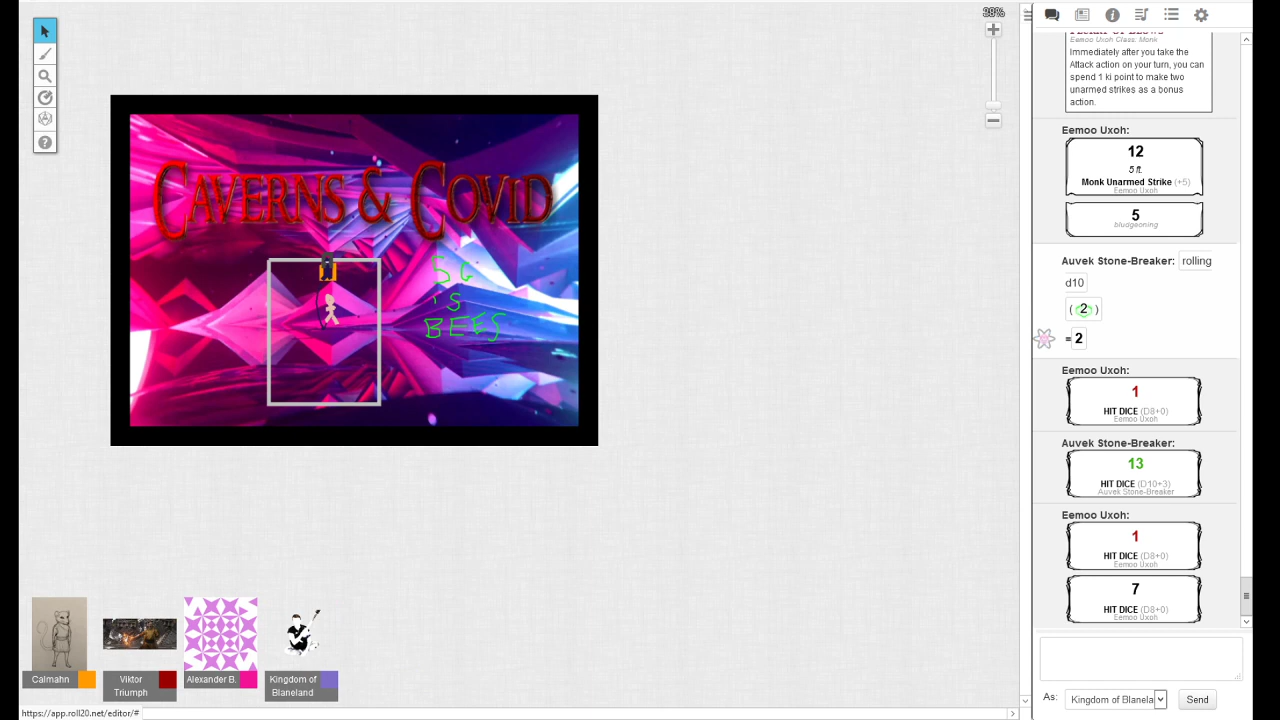 38%
Eemoo Uxoh Class: Monk
Immediately after you take the
Attack action on your turn, you can
spend 1 ki point to make two
unarmed strikes as a bonus
action.
Eemoo Uxoh:
12
5 ft.
Monk Unarmed Strike (+5)
Eemoo Uxoh
5
bludgeoning
Auvek Stone-Breaker: rolling
d10
(2)
=2
Eemoo Uxoh:
1
HIT DICE (D8+0)
Eemoo Uxoh
Auvek Stone-Breaker:
13
HIT DICE (D10+3)
Auvek Stone-Breaker
Eemoo Uxoh:
1
HIT DICE (D8+0)
Eemoo Uxoh
7
HIT DICE (D8+0)
Eemoo Uxoh
As: Kingdom of Blanela Send
CAVERNS & COVID
5G
is
BEES
Calmahn
Viktor
Triumph
Alexander B.
Kingdom of
Blaneland
https://app.roll20.net/editor/#